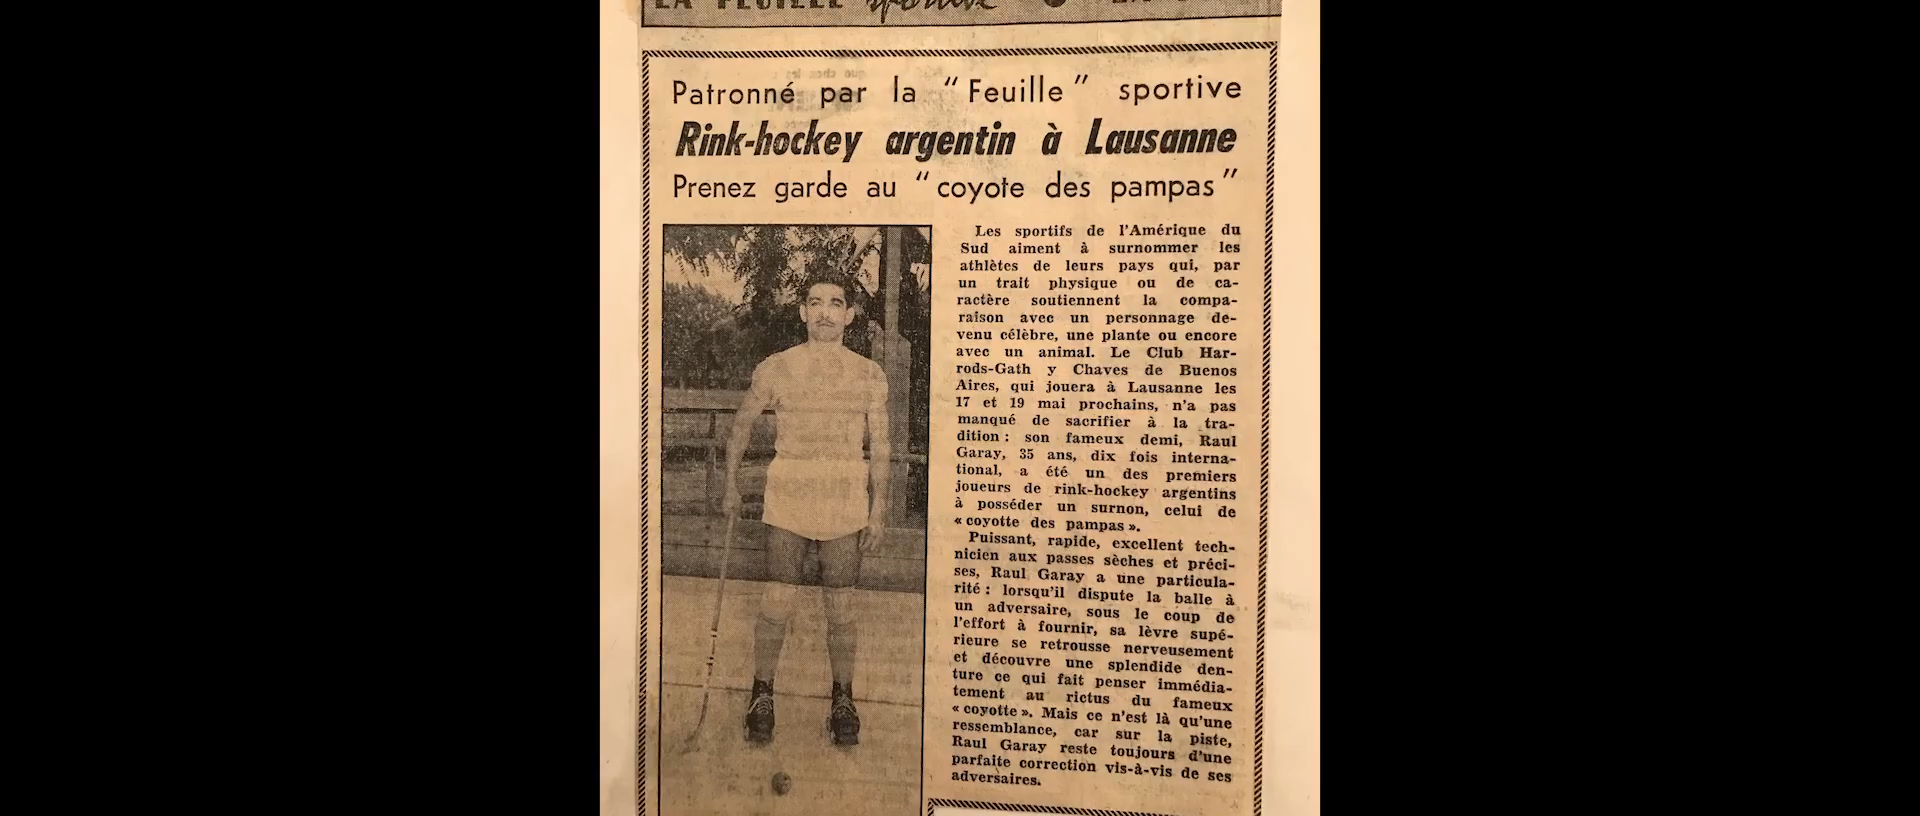 LA FEUILLE sportive
Patronné par la “Feuille” sportive
Rink-hockey argentin à Lausanne
Prenez garde au “coyote des pampas”
Les sportifs de l'Amérique du
Sud aiment à surnommer les
athlètes de leurs pays qui, par
un trait physique ou de ca-
ractère soutiennent la compa-
raison avec un personnage de-
venu célèbre, une plante ou encore
avec un animal. Le Club Har-
rods-Gath y Chaves de Buenos
Aires, qui jouera à Lausanne les
17 et 19 mai prochains, n'a pas
manqué de sacrifier à la tra-
dition : son fameux demi, Raul
Garay, 35 ans, dix fois interna-
tional, a été un des premiers
joueurs de rink-hockey argentins
à posséder un surnon, celui de
« coyotte des pampas ».
Puissant, rapide, excellent tech-
nicien aux passes sèches et préci-
ses, Raul Garay a une particula-
rité : lorsqu'il dispute la balle à
un adversaire, sous le coup de
l'effort à fournir, sa lèvre supé-
rieure se retrousse nerveusement
et découvre une splendide den-
ture ce qui fait penser immédia-
tement au rictus du fameux
« coyotte ». Mais ce n'est là qu'une
ressemblance, car sur la piste,
Raul Garay reste toujours d'une
parfaite correction vis-à-vis de ses
adversaires.